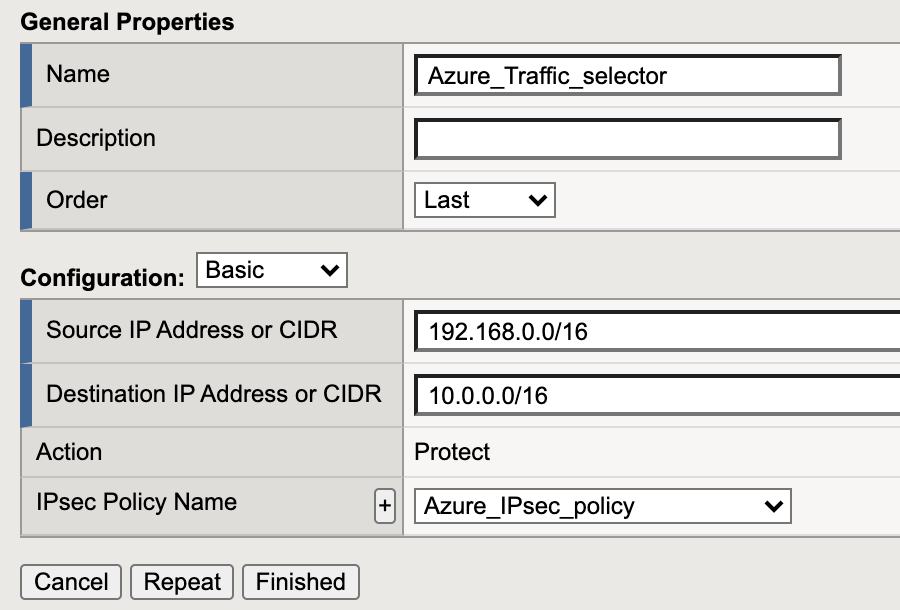 General Properties
Name Azure_Traffic_selector
Description
Order Last
Configuration: Basic
Source IP Address or CIDR 192.168.0.0/16
Destination IP Address or CIDR 10.0.0.0/16
Action Protect
IPsec Policy Name + Azure_IPsec_policy
Cancel Repeat Finished